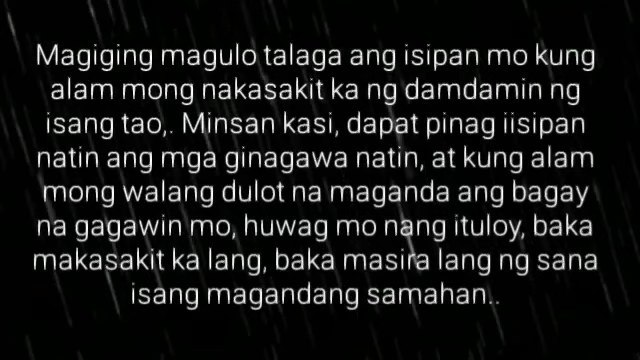 Magiging magulo talaga ang isipan mo kung
alam mong nakasakit ka ng damdamin ng
isang tao,. Minsan kasi, dapat pinag iisipan
natin ang mga ginagawa natin, at kung alam
mong walang dulot na maganda ang bagay
na gagawin mo, huwag mo nang ituloy, baka
makasakit ka lang, baka masira lang ng sana
isang magandang samahan..